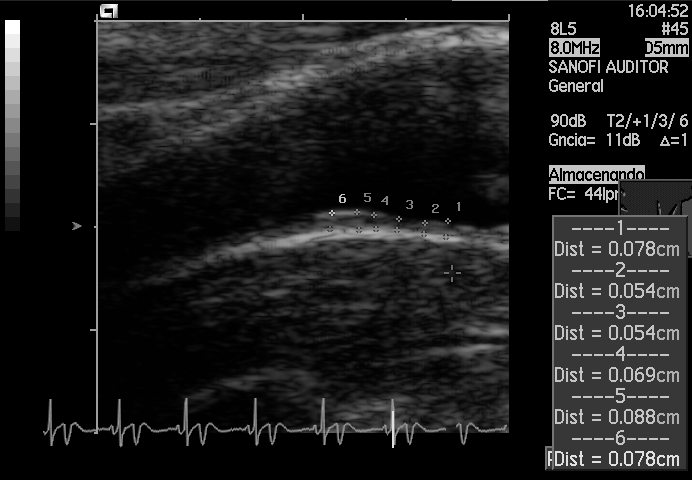 16:04:52
8L5 #45
8.0MHz D5mm
SANOFI AUDITOR
General
90dB T2/+1/3/ 6
Gncia= 11dB Δ=1
Almacenando
FC= 44lpm
6 5 4 3 2 1
----1----
Dist = 0.078cm
----2----
Dist = 0.054cm
----3----
Dist = 0.054cm
----4----
Dist = 0.069cm
----5----
Dist = 0.088cm
----6----
Dist = 0.078cm